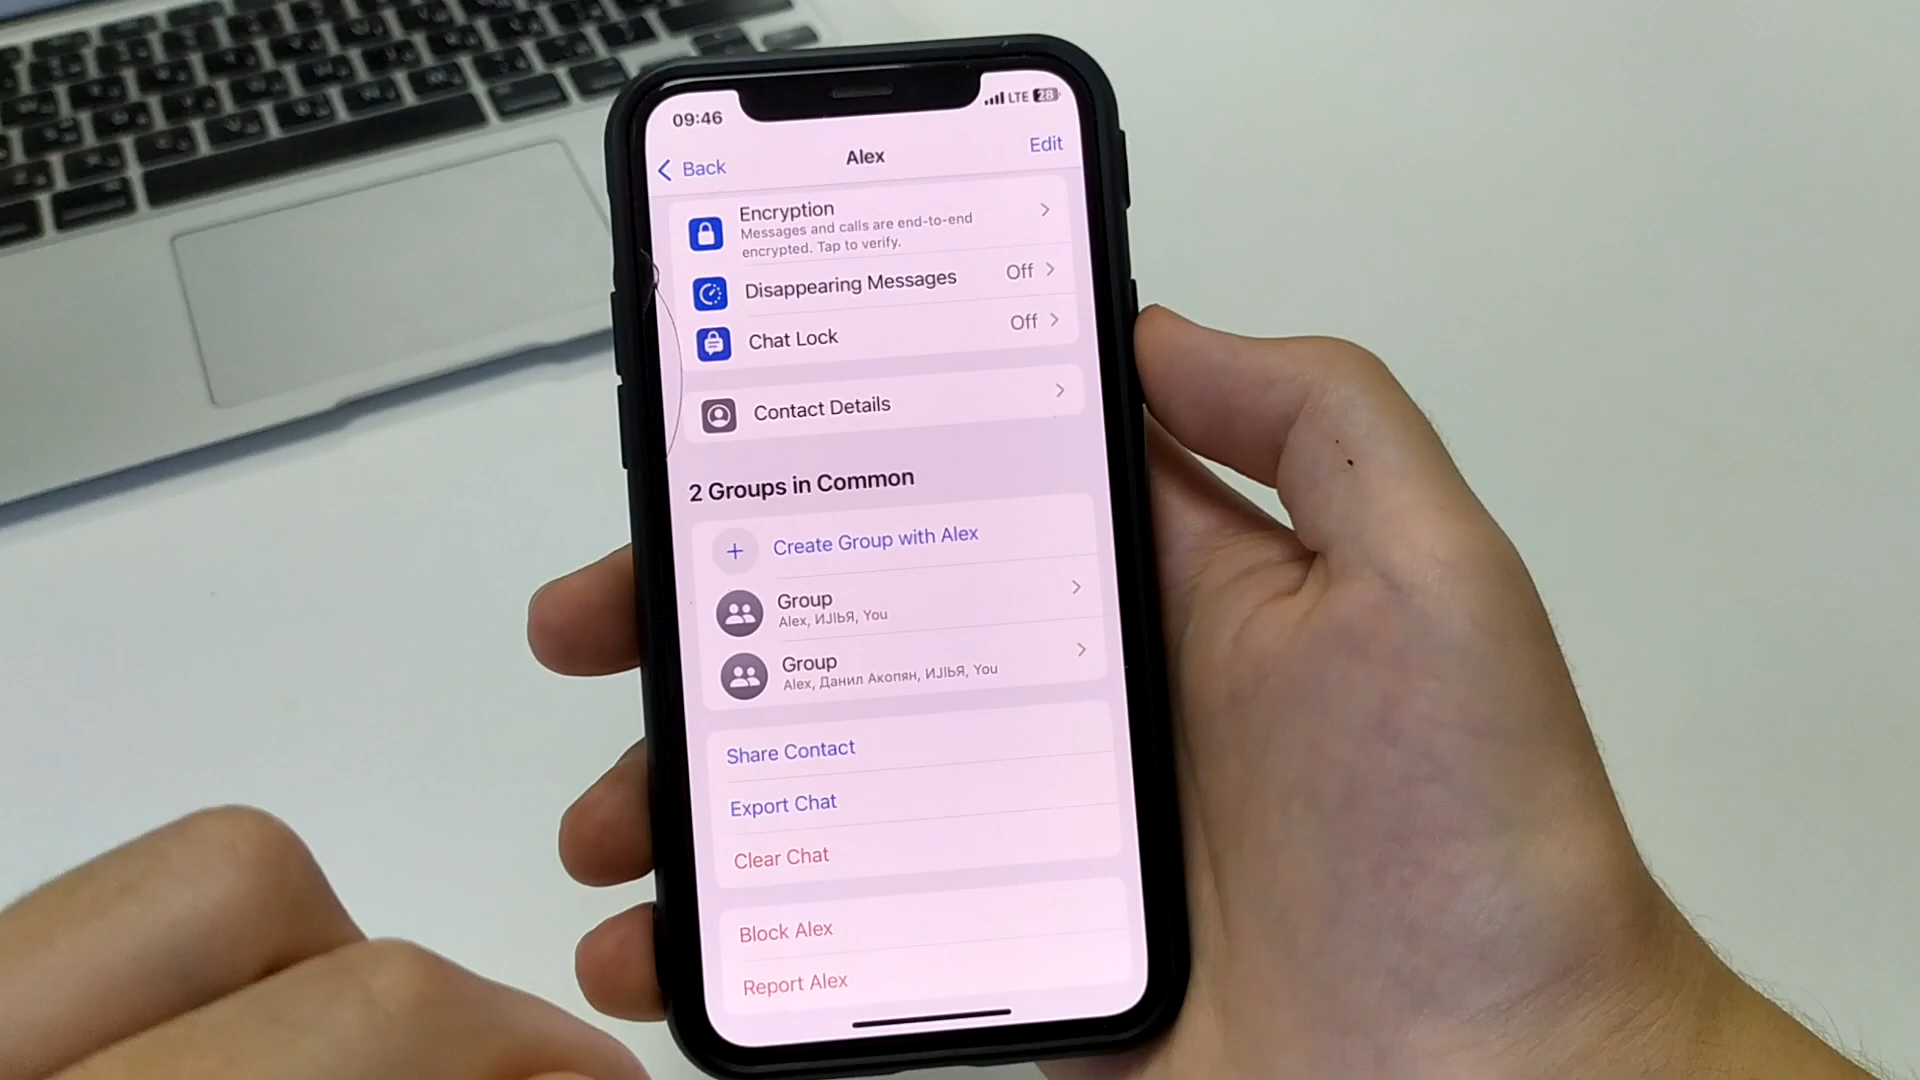 09:46
LTE 28
Back
Alex
Edit
Encryption
Messages and calls are end-to-end
encrypted. Tap to verify.
Disappearing Messages Off
Chat Lock Off
Contact Details
2 Groups in Common
Create Group with Alex
Group
Alex, ИJIЬЯ, You
Group
Alex, Данил Акопян, ИJIЬЯ, You
Share Contact
Export Chat
Clear Chat
Block Alex
Report Alex